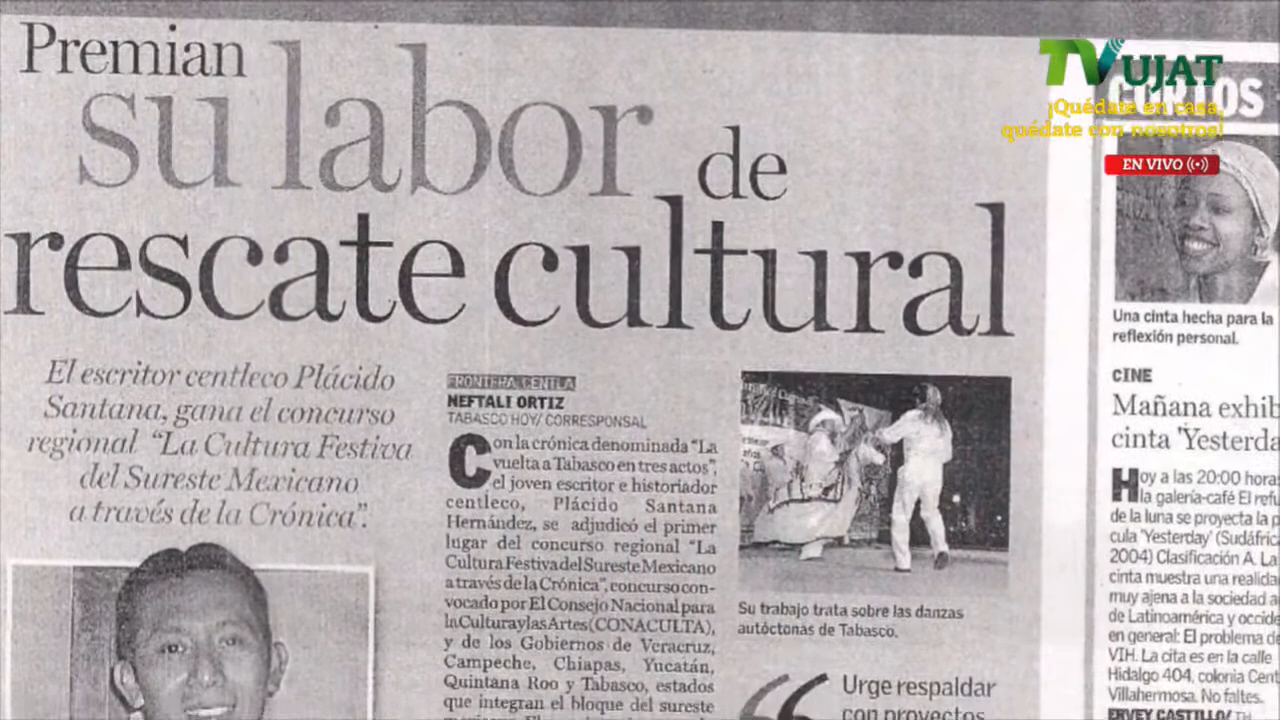 Premian
su labor de
rescate cultural
El escritor centleco Plácido
Santana, gana el concurso
regional "La Cultura Festiva
del Sureste Mexicano
a través de la Crónica".
FRONTERA, CENTLA
NEFTALI ORTIZ
TABASCO HOY/ CORRESPONSAL
Con la crónica denominada "La
vuelta a Tabasco en tres actos",
el joven escritor e historiador
centleco, Plácido Santana
Hernández, se adjudicó el primer
lugar del concurso regional "La
Cultura Festiva del Sureste Mexicano
a través de la Crónica", concurso con-
vocado por El Consejo Nacional para
la Cultura y las Artes (CONACULTA),
y de los Gobiernos de Veracruz,
Campeche, Chiapas, Yucatán,
Quintana Roo y Tabasco, estados
que integran el bloque del sureste
Su trabajo trata sobre las danzas
autóctonas de Tabasco.
“
Urge respaldar
con proyectos
TV UJAT
¡Quédate en casa,
quédate con nosotros!
EN VIVO
CORTOS
Una cinta hecha para la
reflexión personal.
CINE
Mañana exhib
cinta 'Yesterda
Hoy a las 20:00 horas
la galería-café El refu
de la luna se proyecta la p
cula 'Yesterday' (Sudáfrica
2004) Clasificación A. La
cinta muestra una realidad
muy ajena a la sociedad a
de Latinoamérica y occide
en general: El problema d
VIH. La cita es en la calle
Hidalgo 404, colonia Cent
Villahermosa. No faltes.